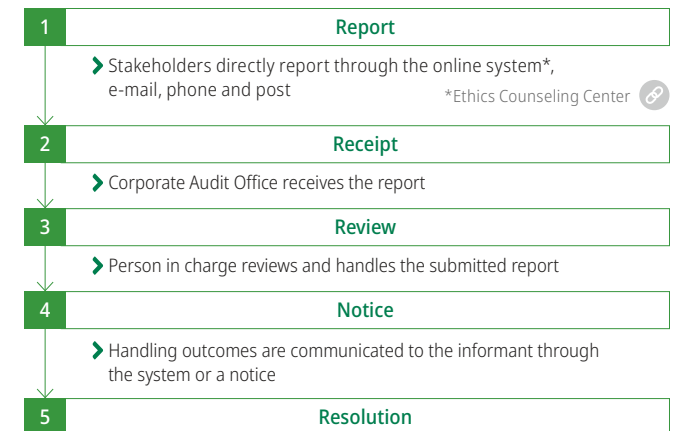 1 Report
Stakeholders directly report through the online system*,
e-mail, phone and post
*Ethics Counseling Center
2 Receipt
Corporate Audit Office receives the report
3 Review
Person in charge reviews and handles the submitted report
4 Notice
Handling outcomes are communicated to the informant through
the system or a notice
5 Resolution